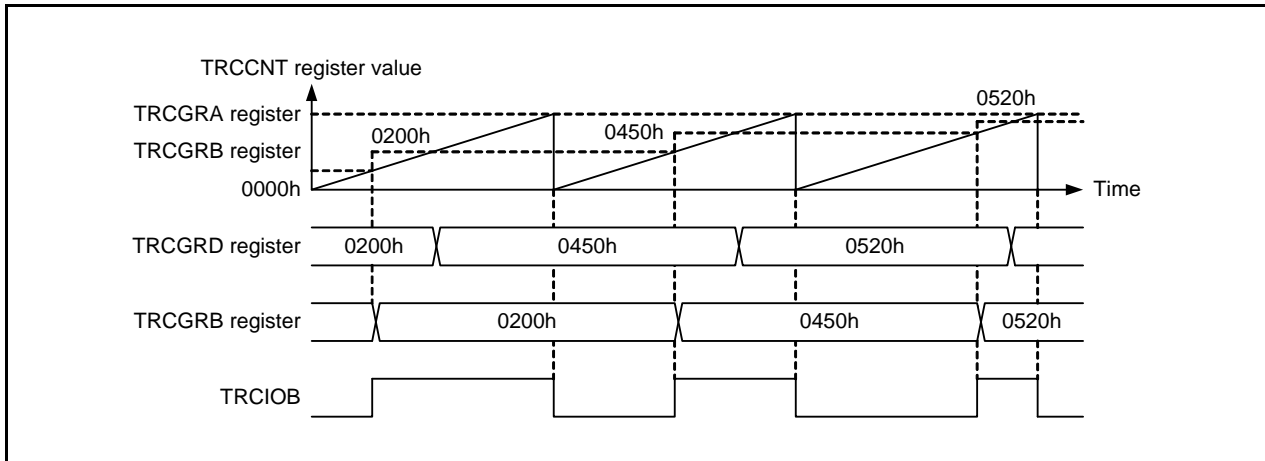 TRCCNT register value
0520h
TRCGRA register
0200h
0450h
TRCGRB register
0000h
Time
TRCGRD register
0200h
0450h
0520h
TRCGRB register
0200h
0450h
0520h
TRCIOB